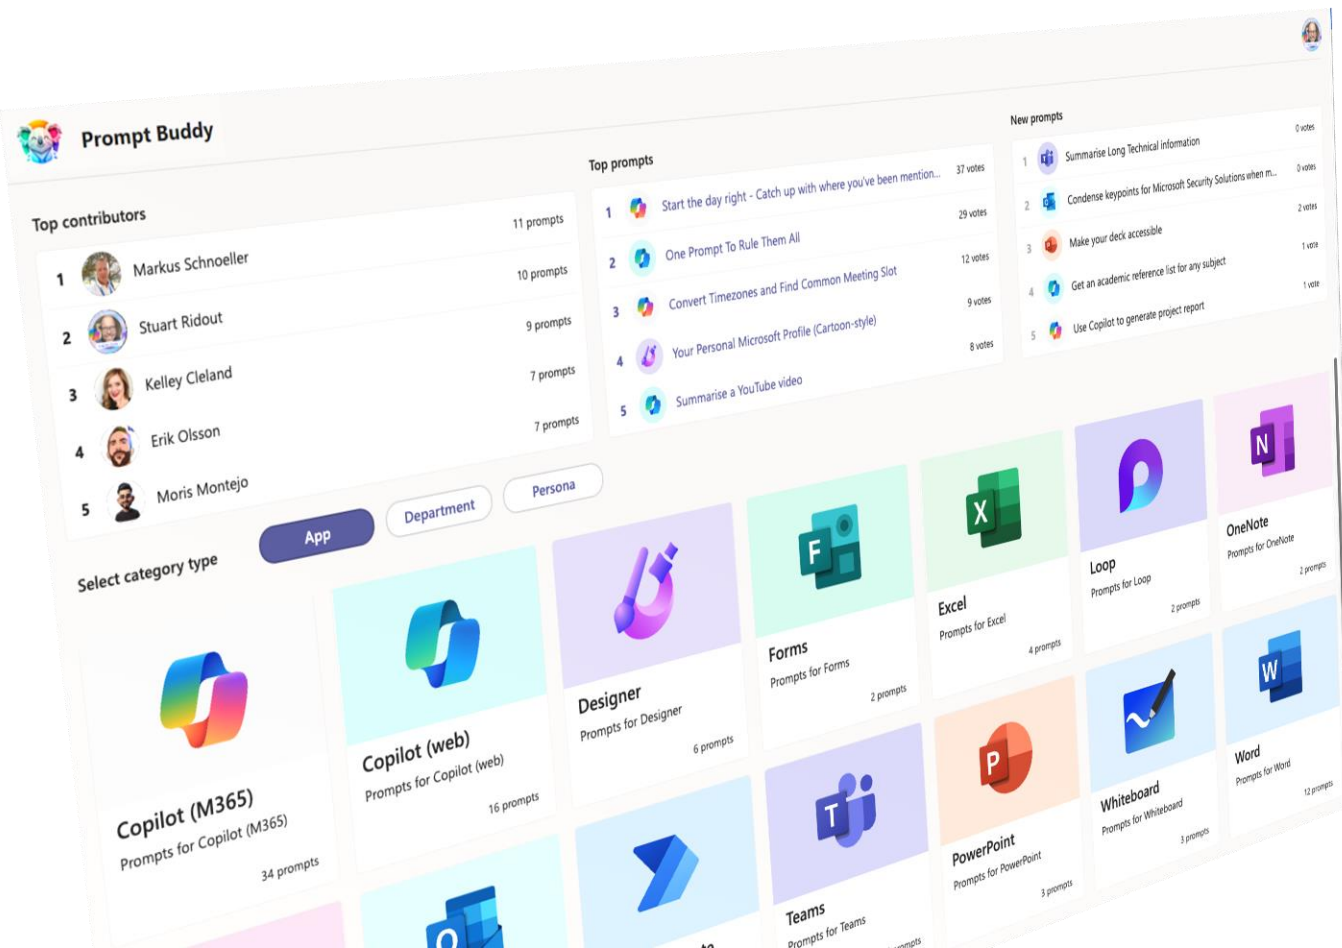 Prompt Buddy
Top contributors
1 Markus Schnoeller 11 prompts
2 Stuart Ridout 10 prompts
3 Kelley Cleland 9 prompts
4 Erik Olsson 7 prompts
5 Moris Montejo 7 prompts
Top prompts
1 Start the day right - Catch up with where you've been mention... 37 votes
2 One Prompt To Rule Them All 29 votes
3 Convert Timezones and Find Common Meeting Slot 12 votes
4 Your Personal Microsoft Profile (Cartoon-style) 9 votes
5 Summarise a YouTube video 8 votes
New prompts
1 Summarise Long Technical information 0 votes
2 Condense keypoints for Microsoft Security Solutions when m... 0 votes
3 Make your deck accessible 2 votes
4 Get an academic reference list for any subject 1 vote
5 Use Copilot to generate project report 1 vote
Select category type
App
Department
Persona
Copilot (M365)
Prompts for Copilot (M365)
34 prompts
Copilot (web)
Prompts for Copilot (web)
16 prompts
Designer
Prompts for Designer
6 prompts
F
Forms
Prompts for Forms
2 prompts
X
Excel
Prompts for Excel
4 prompts
Loop
Prompts for Loop
2 prompts
N
OneNote
Prompts for OneNote
2 prompts
O
T
Teams
Prompts for Teams
P
PowerPoint
Prompts for PowerPoint
3 prompts
Whiteboard
Prompts for Whiteboard
3 prompts
W
Word
Prompts for Word
12 prompts